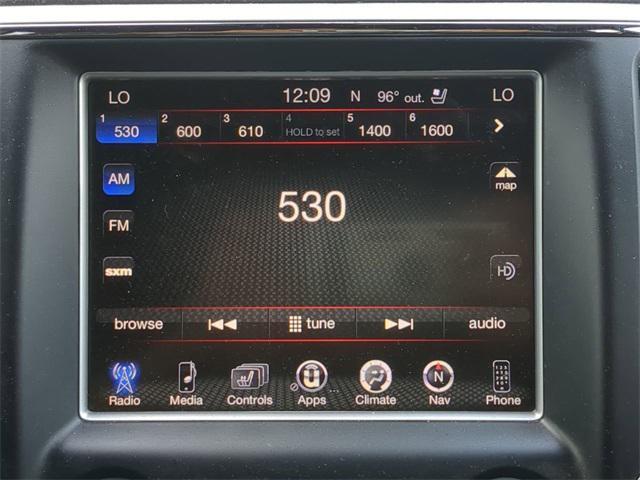 LO 12:09 N 96° out. LO
1 530 2 600 3 610 4 HOLD to set 5 1400 6 1600
AM
530
map
FM
sxm
HD
browse tune audio
Radio Media Controls Apps Climate Nav Phone